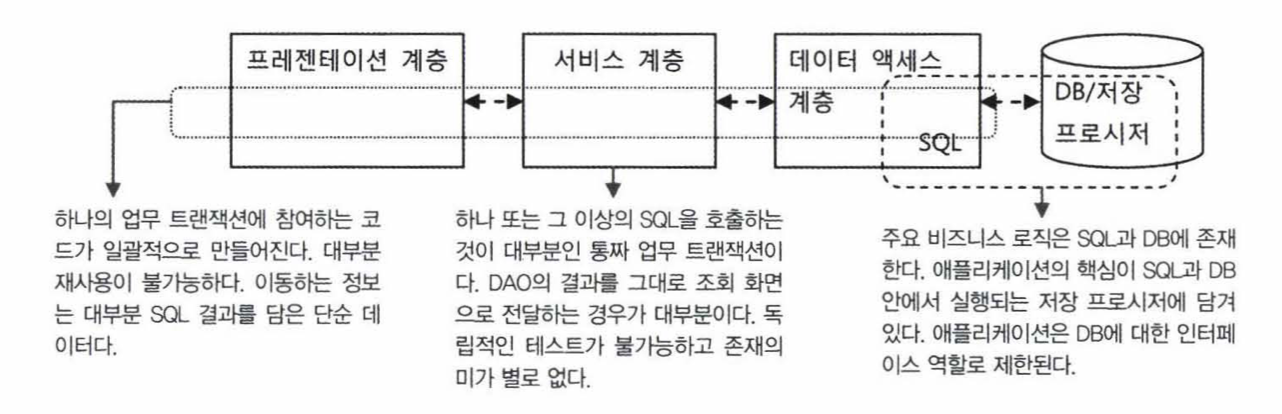 프레젠테이션 계층
서비스 계층
데이터 액세스
계층
SQL
DB/저장
프로시저
하나의 업무 트랜잭션에 참여하는 코
드가 일괄적으로 만들어진다. 대부분
재사용이 불가능하다. 이동하는 정보
는 대부분 SQL 결과를 담은 단순 데
이터다.
하나 또는 그 이상의 SQL을 호출하는
것이 대부분인 통짜 업무 트랜잭션이
다. DAO의 결과를 그대로 조회 화면
으로 전달하는 경우가 대부분이다. 독
립적인 테스트가 불가능하고 존재의
미가 별로 없다.
주요 비즈니스 로직은 SQL과 DB에 존재
한다. 애플리케이션의 핵심이 SQL과 DB
안에서 실행되는 저장 프로시저에 담겨
있다. 애플리케이션은 DB에 대한 인터페
이스 역할로 제한된다.